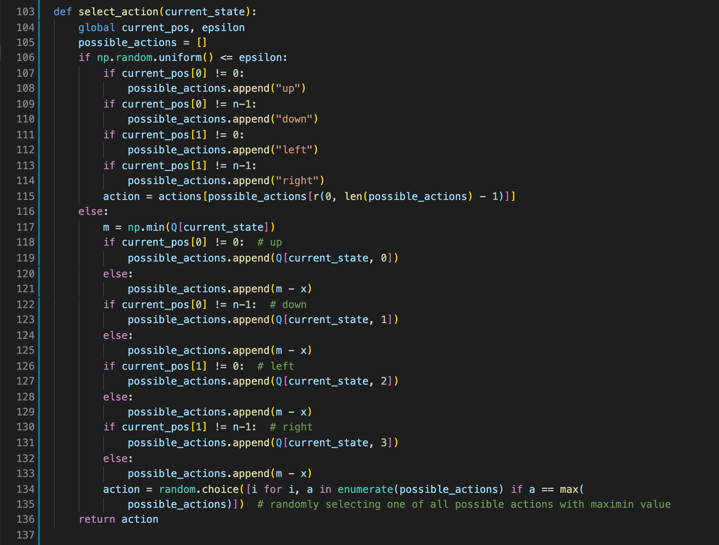 103 def select_action(current_state):
104     global current_pos, epsilon
105     possible_actions = []
106     if np.random.uniform() <= epsilon:
107         if current_pos[0] != 0:
108             possible_actions.append("up")
109         if current_pos[0] != n-1:
110             possible_actions.append("down")
111         if current_pos[1] != 0:
112             possible_actions.append("left")
113         if current_pos[1] != n-1:
114             possible_actions.append("right")
115         action = actions[possible_actions[r(0, len(possible_actions) - 1)]]
116     else:
117         m = np.min(Q[current_state])
118         if current_pos[0] != 0:  # up
119             possible_actions.append(Q[current_state, 0])
120         else:
121             possible_actions.append(m - x)
122         if current_pos[0] != n-1:  # down
123             possible_actions.append(Q[current_state, 1])
124         else:
125             possible_actions.append(m - x)
126         if current_pos[1] != 0:  # left
127             possible_actions.append(Q[current_state, 2])
128         else:
129             possible_actions.append(m - x)
130         if current_pos[1] != n-1:  # right
131             possible_actions.append(Q[current_state, 3])
132         else:
133             possible_actions.append(m - x)
134         action = random.choice([i for i, a in enumerate(possible_actions) if a == max(
135             possible_actions)])  # randomly selecting one of all possible actions with maximin value
136     return action
137